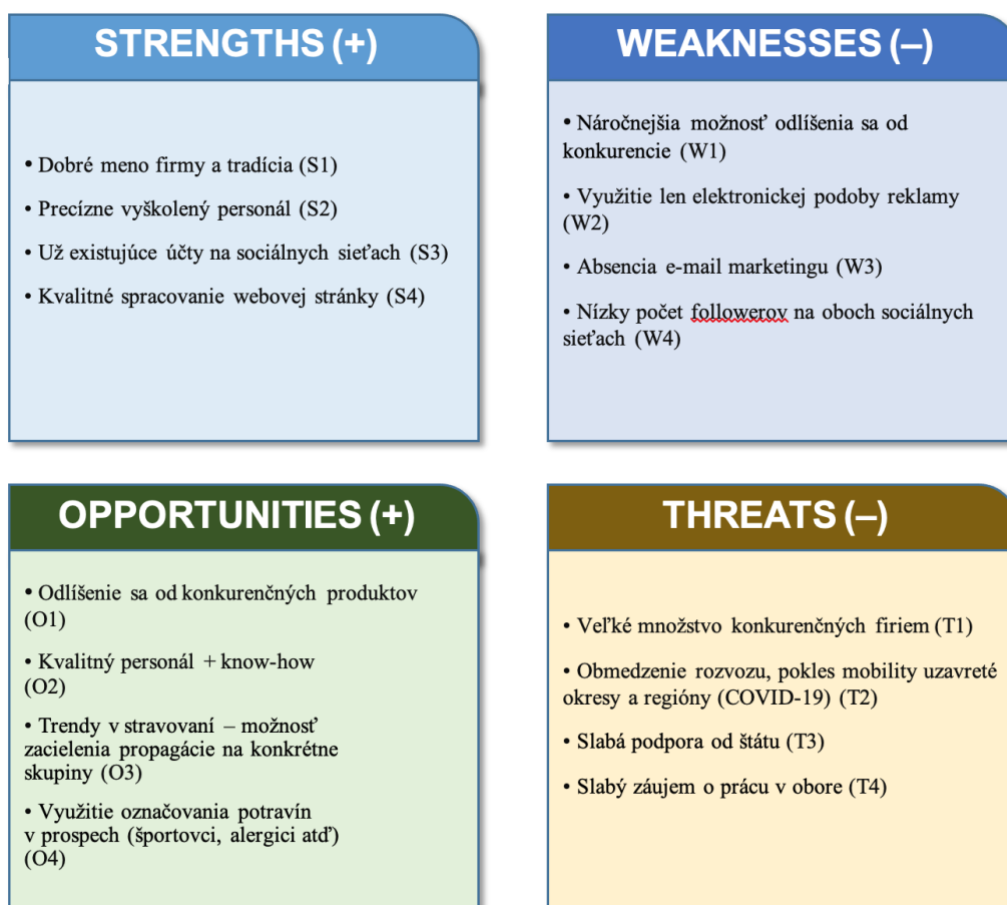 STRENGTHS (+)
• Dobré meno firmy a tradícia (S1)
• Precízne vyškolený personál (S2)
• Už existujúce účty na sociálnych sieťach (S3)
• Kvalitné spracovanie webovej stránky (S4)
WEAKNESSES (–)
• Náročnejšia možnosť odlíšenia sa od
konkurencie (W1)
• Využitie len elektronickej podoby reklamy
(W2)
• Absencia e-mail marketingu (W3)
• Nízky počet followerov na oboch sociálnych
sieťach (W4)
OPPORTUNITIES (+)
• Odlíšenie sa od konkurenčných produktov
(O1)
• Kvalitný personál + know-how
(O2)
• Trendy v stravovaní – možnosť
zacielenia propagácie na konkrétne
skupiny (O3)
• Využitie označovania potravín
v prospech (športovci, alergici atď)
(O4)
THREATS (–)
• Veľké množstvo konkurenčných firiem (T1)
• Obmedzenie rozvozu, pokles mobility uzavreté
okresy a regióny (COVID-19) (T2)
• Slabá podpora od štátu (T3)
• Slabý záujem o prácu v obore (T4)